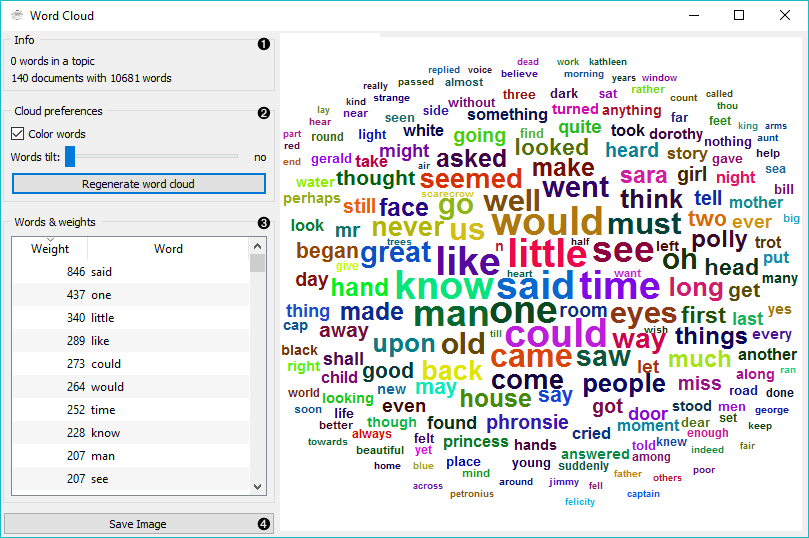 Word Cloud
Info
1
0 words in a topic
140 documents with 10681 words
Cloud preferences
2
Color words
Words tilt:
no
Regenerate word cloud
Words & weights
3
Weight Word
846 said
437 one
340 little
289 like
273 could
264 would
252 time
228 know
207 man
207 see
Save Image
4
dead work kathleen
replied voice believe morning years window
really passed almost three dark sat rather count called
kind strange without something turned anything thou
lay near seen side far feet king arms
hear white going find quite took dorothy nothing aunt
part round light looked
red might asked heard story gave help
end gerald take air make sara girl night sea
water thought seemed went bill
perhaps still face scarecrow go well think tell mother
look mr never us would must two ever big
began great trees n like little half see left polly trot
give oh head put
day hand know heart said time want long get many
thing made man one room eyes first last yes
cap away till could wish way things every
black shall upon old came saw much another
right child good back let along ran
world looking new may come people miss road done
soon life even house say got door stood men george
better though found phronsie moment dear set keep
towards always felt princess hands cried told knew enough fair
beautiful yet answered among indeed
home blue place young suddenly poor
mind father others
across around jimmy fell
petronius captain
felicity